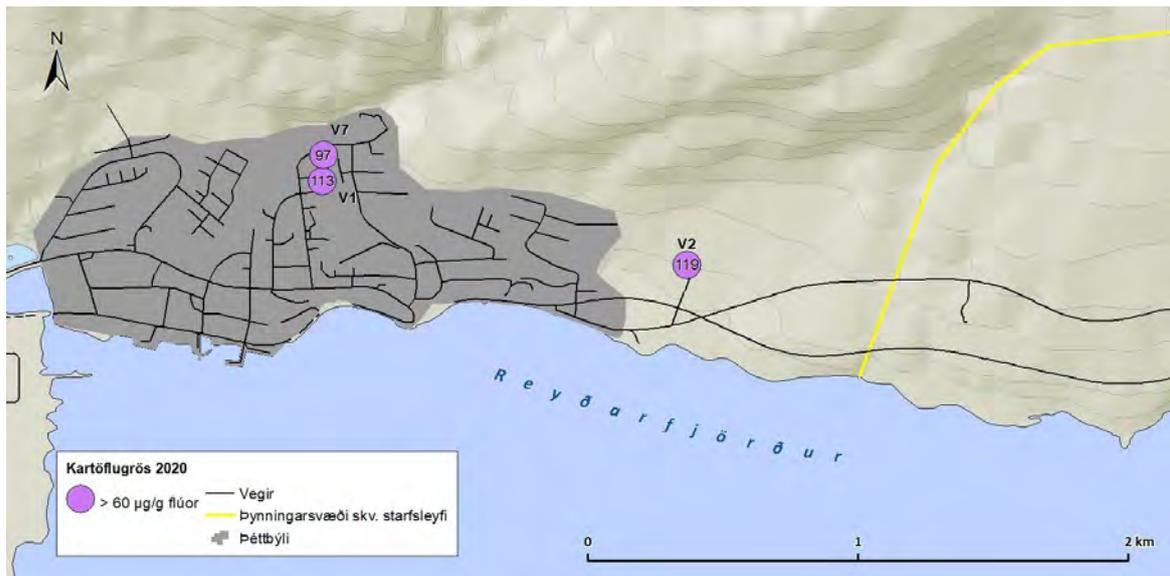 N
V7
97
113
V1
V2
119
Reyðarfjörður
Kartöflugrös 2020
> 60 µg/g flúor
Vegir
Þynningarsvæði skv. starfsleyfi
Þéttbýli
0 1 2 km